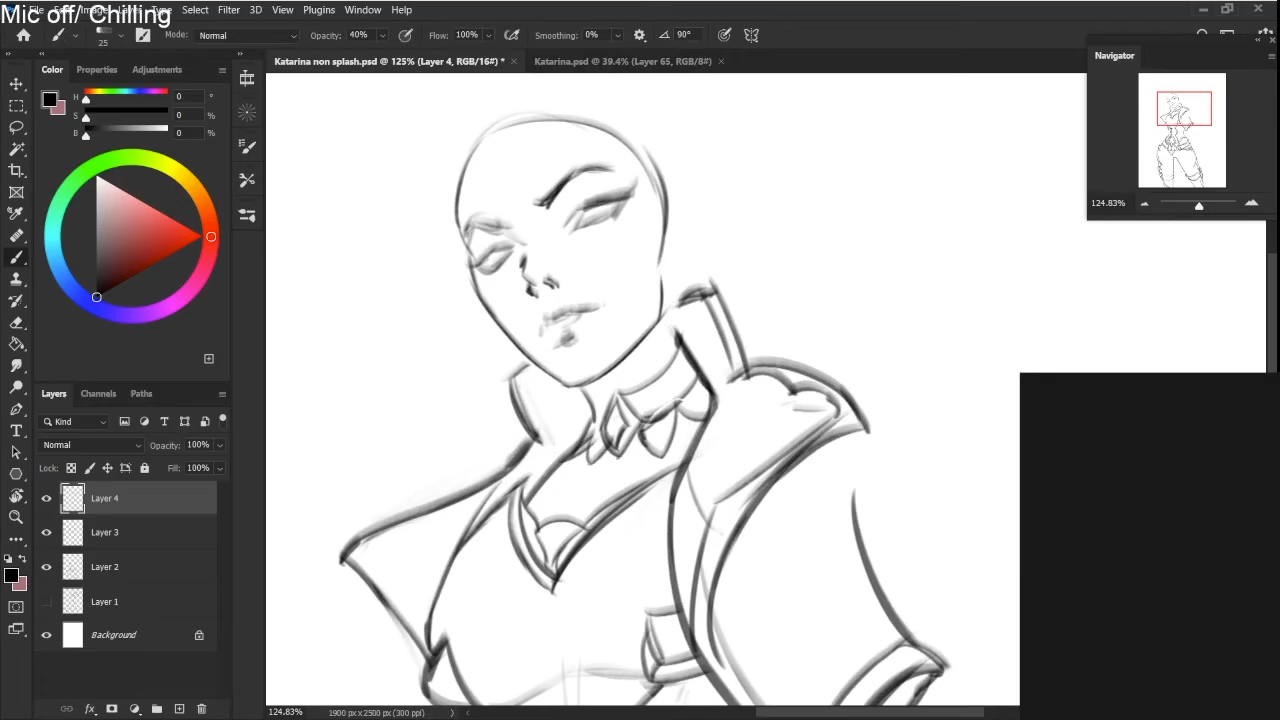 Mic off/ Chilling
File Edit Image Layer Type Select Filter 3D View Plugins Window Help
25 Mode: Normal Opacity: 40% Flow: 100% Smoothing: 0% 90°
Color Properties Adjustments
Katarina non splash.psd @ 125% (Layer 4, RGB/16#) *
Katarina.psd @ 39.4% (Layer 65, RGB/8#)
Navigator
H 0 °
S 0 %
B 0 %
124.83%
Layers Channels Paths
Kind
Normal Opacity: 100%
Lock: Fill: 100%
Layer 4
Layer 3
Layer 2
Layer 1
Background
fx
124.83% 1900 px x 2500 px (300 ppi)